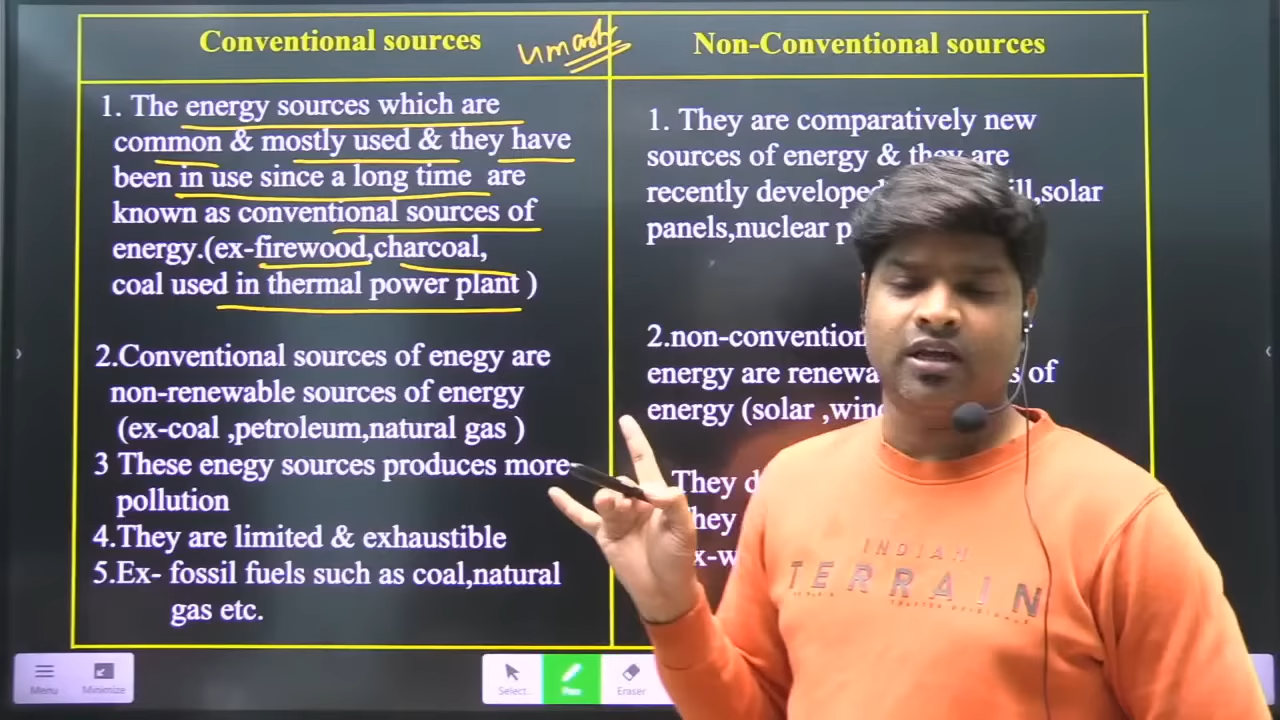 Conventional sources
Non-Conventional sources
1. The energy sources which are
common & mostly used & they have
been in use since a long time are
known as conventional sources of
energy.(ex-firewood,charcoal,
coal used in thermal power plant )
2.Conventional sources of enegy are
non-renewable sources of energy
(ex-coal ,petroleum,natural gas )
3 These enegy sources produces more
pollution
4.They are limited & exhaustible
5.Ex- fossil fuels such as coal,natural
gas etc.
1. They are comparatively new
sources of energy & they are
recently developed ,solar
panels,nuclear
2.non-convention
energy are of
energy (solar
They
INDIAN
TERRAIN
Menu
Minimize
Select
Pen
Eraser